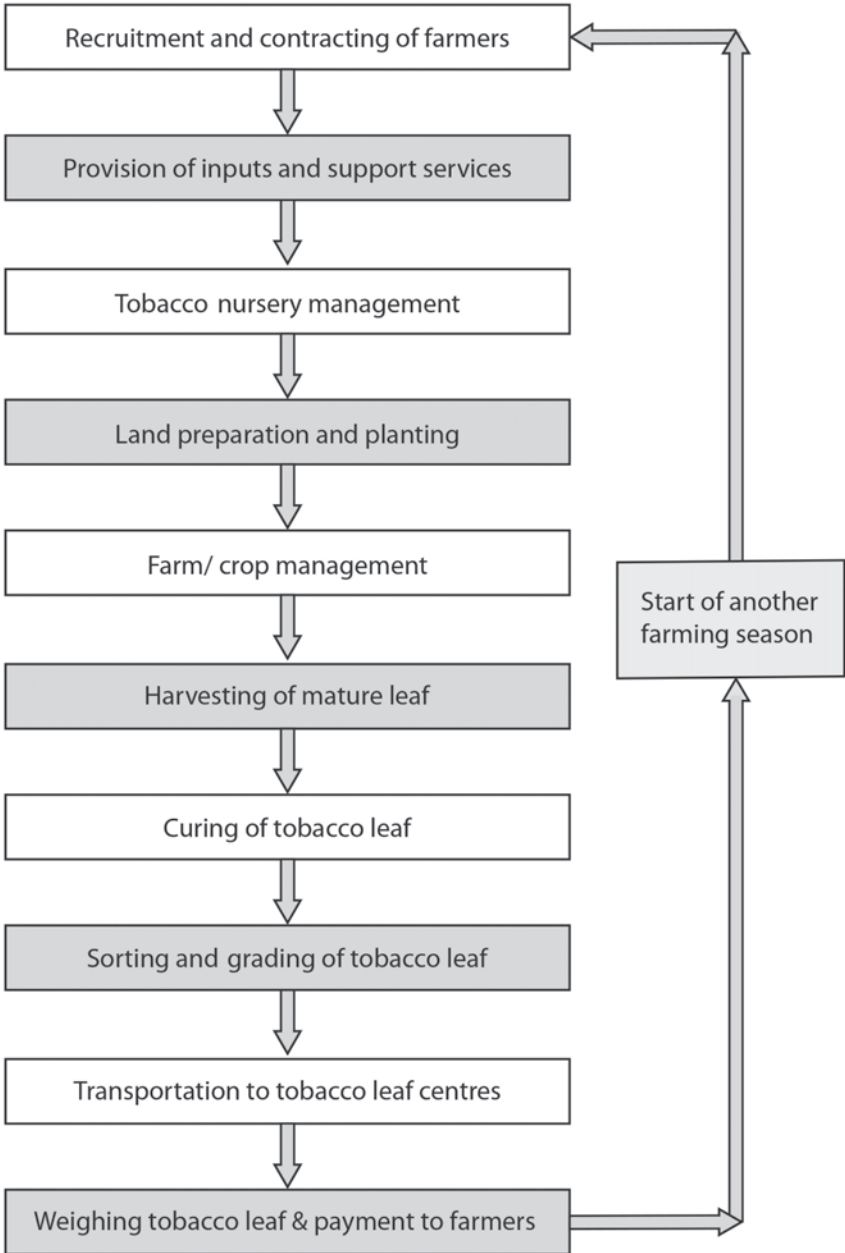 Recruitment and contracting of farmers
Provision of inputs and support services
Tobacco nursery management
Land preparation and planting
Farm/ crop management
Harvesting of mature leaf
Curing of tobacco leaf
Sorting and grading of tobacco leaf
Transportation to tobacco leaf centres
Weighing tobacco leaf & payment to farmers
Start of another
farming season